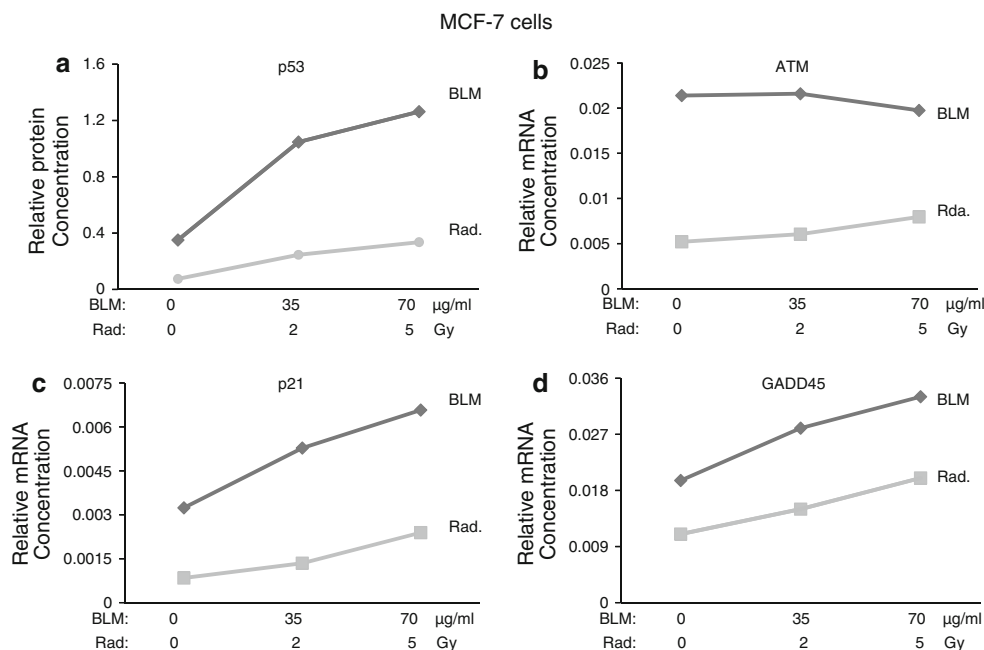 MCF-7 cells
a
p53
Relative protein
Concentration
1.6
1.2
0.8
0.4
0
BLM
Rad.
BLM: 0 35 70 µg/ml
Rad: 0 2 5 Gy
b
ATM
Relative mRNA
Concentration
0.025
0.02
0.015
0.01
0.005
0
BLM
Rda.
BLM: 0 35 70 µg/ml
Rad: 0 2 5 Gy
c
p21
Relative mRNA
Concentration
0.0075
0.006
0.0045
0.003
0.0015
0
BLM
Rad.
BLM: 0 35 70 µg/ml
Rad: 0 2 5 Gy
d
GADD45
Relative mRNA
Concentration
0.036
0.027
0.018
0.009
0
BLM
Rad.
BLM: 0 35 70 µg/ml
Rad: 0 2 5 Gy